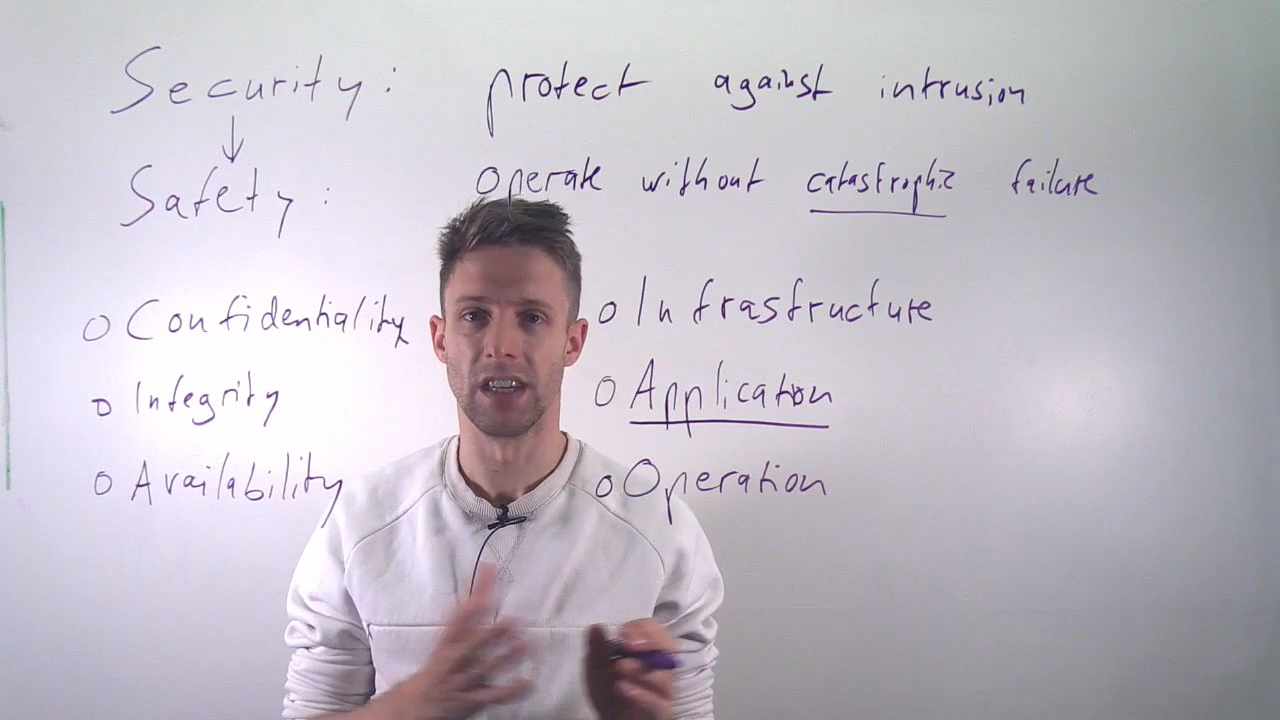 Security: protect against intrusion
↓
Safety: operate without catastrophic failure
o Confidentiality
o Integrity
o Availability
o Infrastructure
o Application
o Operation